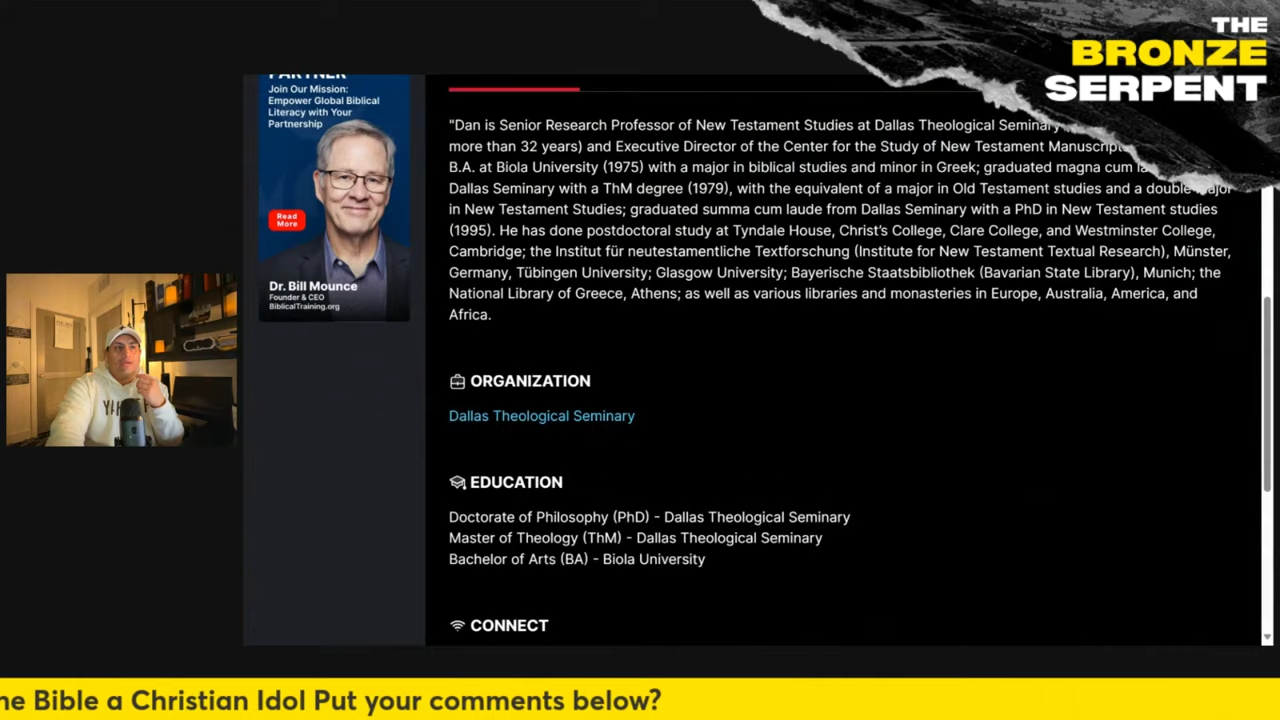 THE
BRONZE
SERPENT
PARTNER
Join Our Mission:
Empower Global Biblical
Literacy with Your
Partnership
Read
More
Dr. Bill Mounce
Founder & CEO
BiblicalTraining.org
"Dan is Senior Research Professor of New Testament Studies at Dallas Theological Seminary
more than 32 years) and Executive Director of the Center for the Study of New Testament
B.A. at Biola University (1975) with a major in biblical studies and minor in Greek; graduated magna cum
Dallas Seminary with a ThM degree (1979), with the equivalent of a major in Old Testament studies and a double major
in New Testament Studies; graduated summa cum laude from Dallas Seminary with a PhD in New Testament studies
(1995). He has done postdoctoral study at Tyndale House, Christ's College, Clare College, and Westminster College,
Cambridge; the Institut für neutestamentliche Textforschung (Institute for New Testament Textual Research), Münster,
Germany, Tübingen University; Glasgow University; Bayerische Staatsbibliothek (Bavarian State Library), Munich; the
National Library of Greece, Athens; as well as various libraries and monasteries in Europe, Australia, America, and
Africa.
ORGANIZATION
Dallas Theological Seminary
EDUCATION
Doctorate of Philosophy (PhD) - Dallas Theological Seminary
Master of Theology (ThM) - Dallas Theological Seminary
Bachelor of Arts (BA) - Biola University
CONNECT
Bible a Christian Idol Put your comments below?